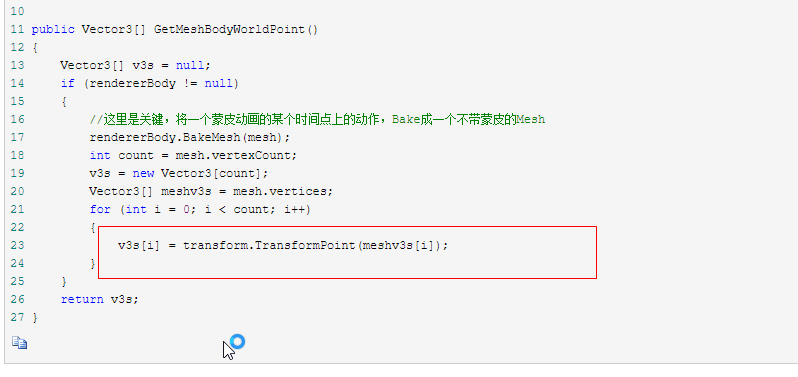 10
11 public Vector3[] GetMeshBodyWorldPoint()
12 {
13     Vector3[] v3s = null;
14     if (rendererBody != null)
15     {
16         //这里是关键，将一个蒙皮动画的某个时间点上的动作，Bake成一个不带蒙皮的Mesh
17         rendererBody.BakeMesh(mesh);
18         int count = mesh.vertexCount;
19         v3s = new Vector3[count];
20         Vector3[] meshv3s = mesh.vertices;
21         for (int i = 0; i < count; i++)
22         {
23             v3s[i] = transform.TransformPoint(meshv3s[i]);
24         }
25     }
26     return v3s;
27 }